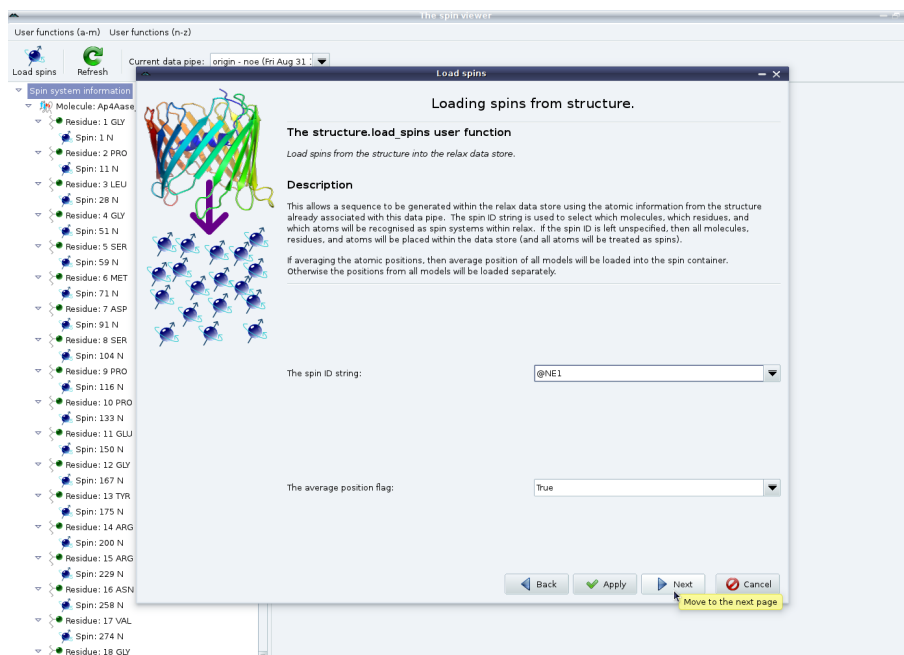 The spin viewer
User functions (a-m) User functions (n-z)
Load spins
Refresh
Current data pipe:
origin - noe (Fri Aug 31
Spin system information
Molecule: Ap4Aase
Residue: 1 GLY
Spin: 1 N
Residue: 2 PRO
Spin: 11 N
Residue: 3 LEU
Spin: 28 N
Residue: 4 GLY
Spin: 51 N
Residue: 5 SER
Spin: 59 N
Residue: 6 MET
Spin: 71 N
Residue: 7 ASP
Spin: 91 N
Residue: 8 SER
Spin: 104 N
Residue: 9 PRO
Spin: 116 N
Residue: 10 PRO
Spin: 133 N
Residue: 11 GLU
Spin: 150 N
Residue: 12 GLY
Spin: 167 N
Residue: 13 TYR
Spin: 175 N
Residue: 14 ARG
Spin: 200 N
Residue: 15 ARG
Spin: 229 N
Residue: 16 ASN
Spin: 258 N
Residue: 17 VAL
Spin: 274 N
Residue: 18 GLY
Load spins
Loading spins from structure.
The structure.load_spins user function
Load spins from the structure into the relax data store.
Description
This allows a sequence to be generated within the relax data store using the atomic information from the structure
already associated with this data pipe. The spin ID string is used to select which molecules, which residues, and
which atoms will be recognised as spin systems within relax. If the spin ID is left unspecified, then all molecules,
residues, and atoms will be placed within the data store (and all atoms will be treated as spins).
If averaging the atomic positions, then average position of all models will be loaded into the spin container.
Otherwise the positions from all models will be loaded separately.
The spin ID string:
@NE1
The average position flag:
True
Back
Apply
Next
Cancel
Move to the next page